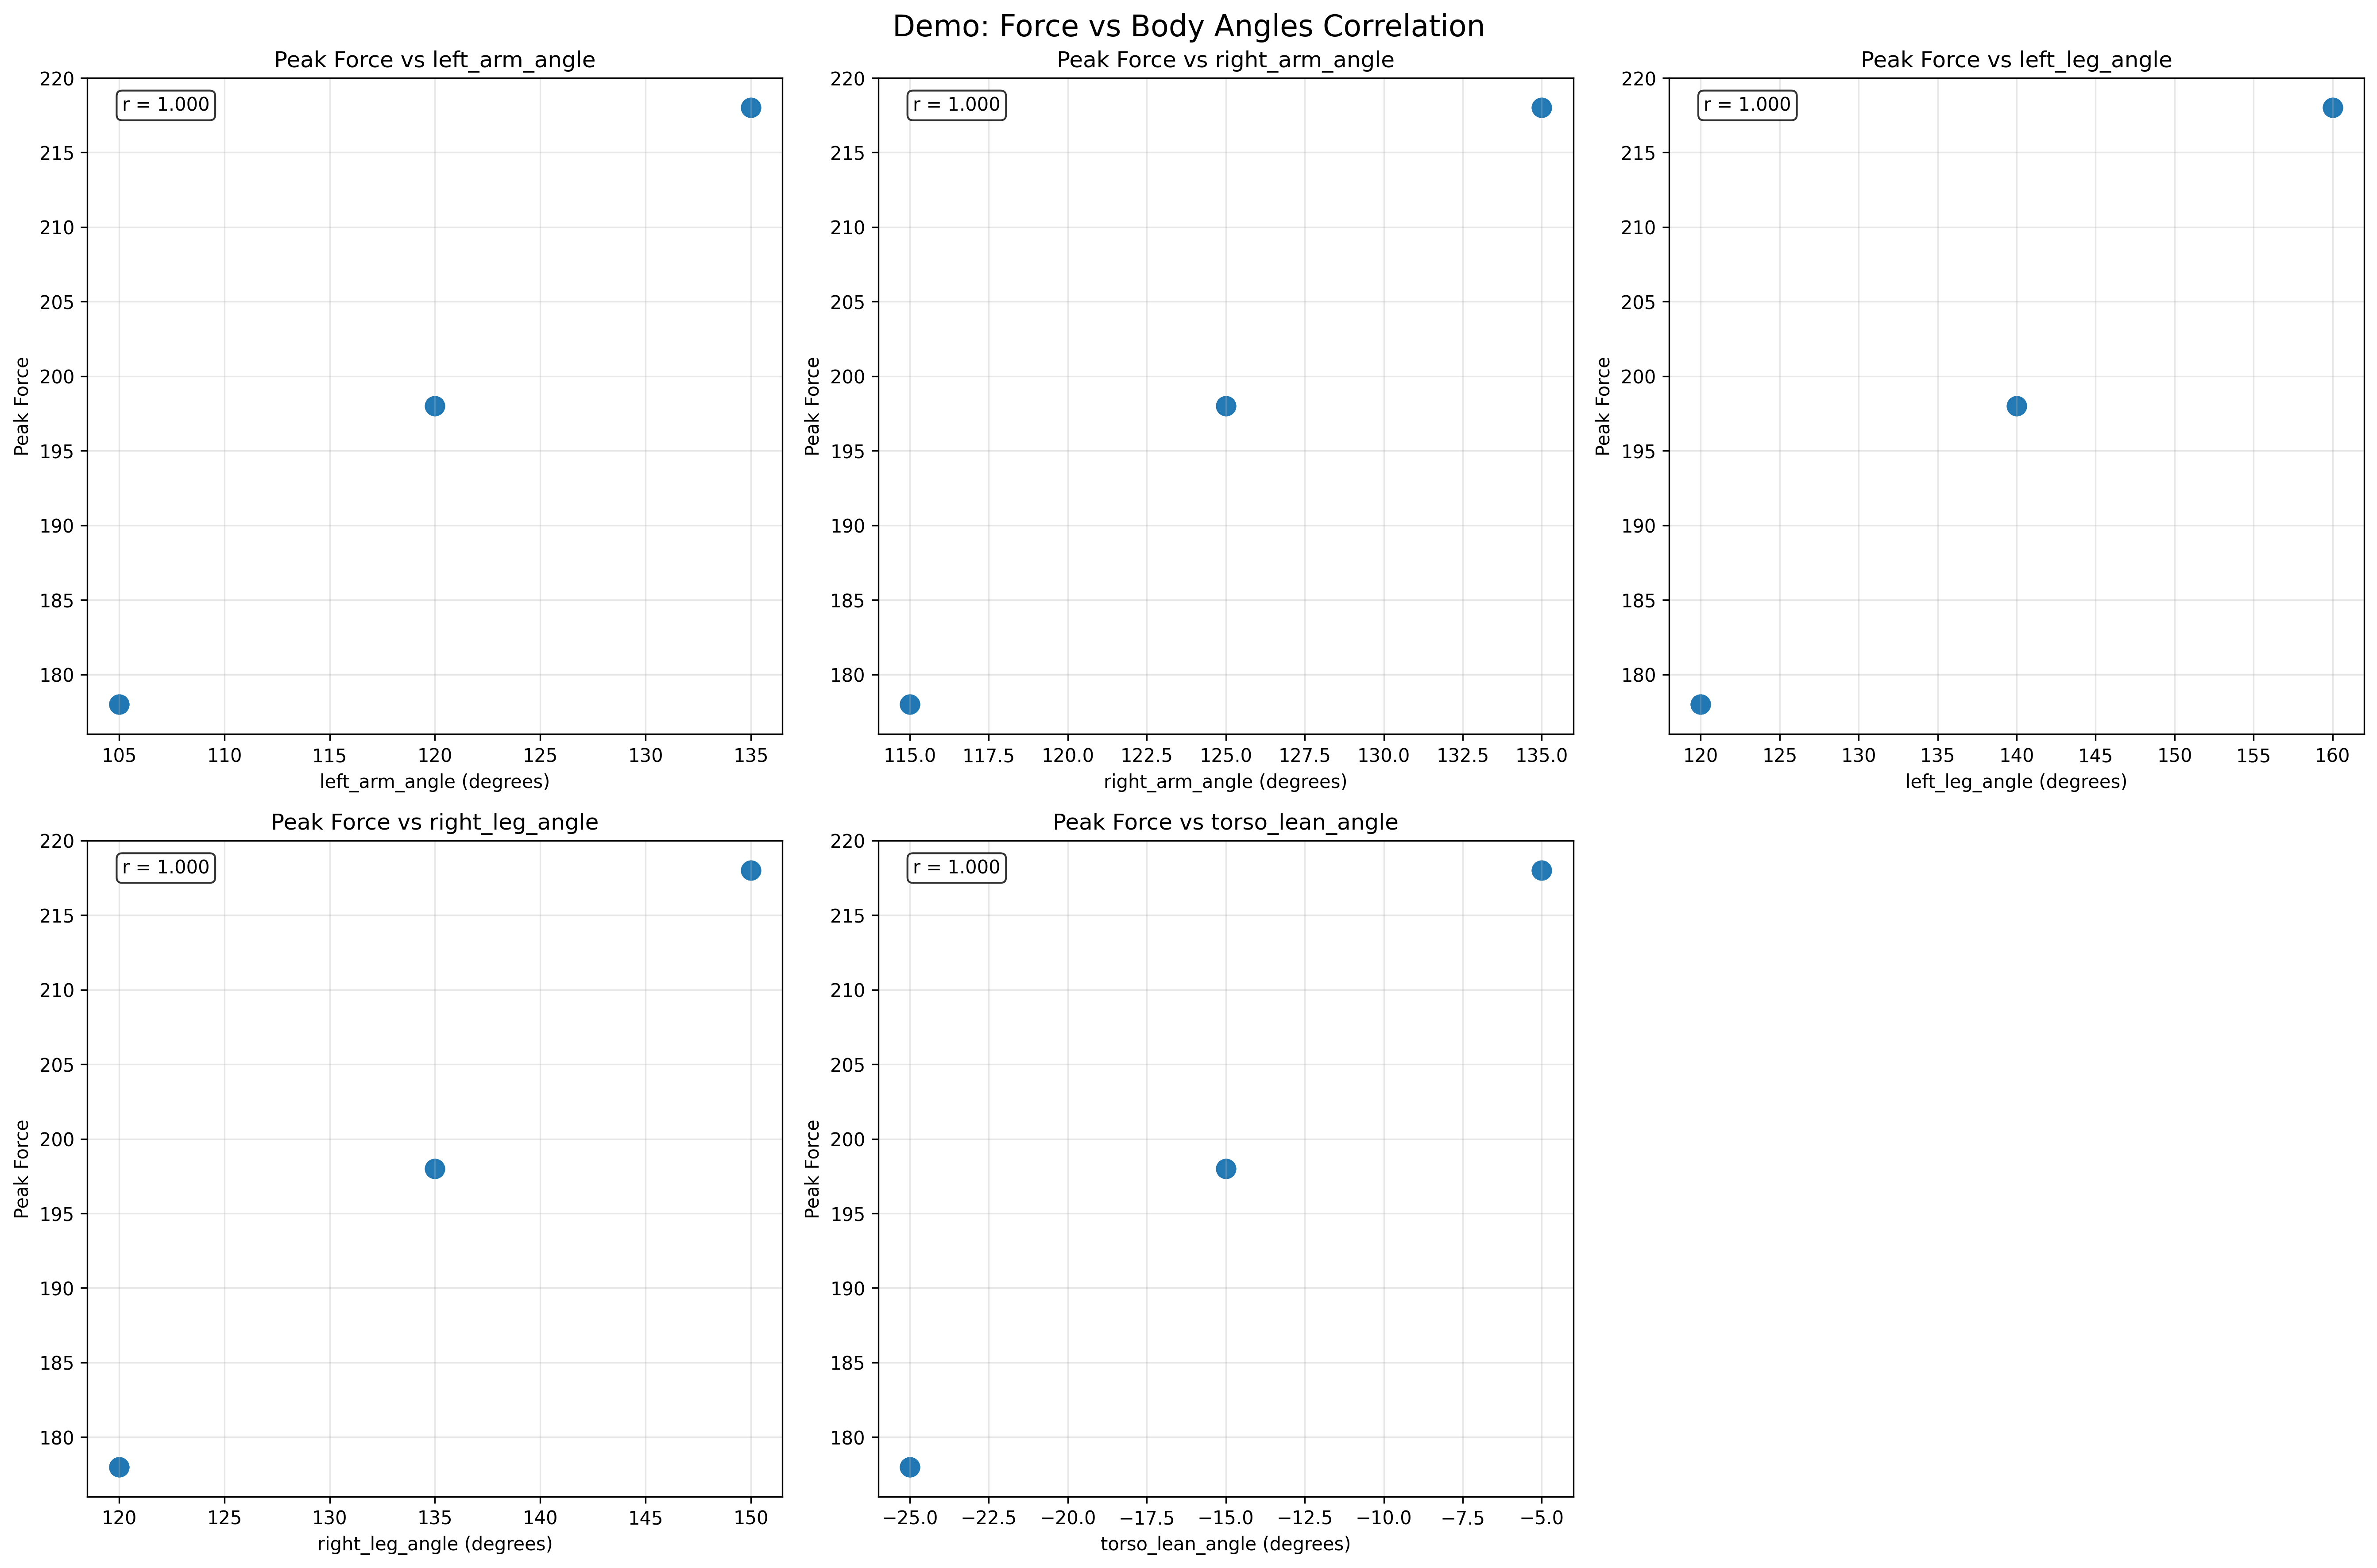 Demo: Force vs Body Angles Correlation
Peak Force vs left_arm_angle
r = 1.000
220
215
210
205
200
195
190
185
180
Peak Force
105 110 115 120 125 130 135
left_arm_angle (degrees)
Peak Force vs right_arm_angle
r = 1.000
220
215
210
205
200
195
190
185
180
Peak Force
115.0 117.5 120.0 122.5 125.0 127.5 130.0 132.5 135.0
right_arm_angle (degrees)
Peak Force vs left_leg_angle
r = 1.000
220
215
210
205
200
195
190
185
180
Peak Force
120 125 130 135 140 145 150 155 160
left_leg_angle (degrees)
Peak Force vs right_leg_angle
r = 1.000
220
215
210
205
200
195
190
185
180
Peak Force
120 125 130 135 140 145 150
right_leg_angle (degrees)
Peak Force vs torso_lean_angle
r = 1.000
220
215
210
205
200
195
190
185
180
Peak Force
−25.0 −22.5 −20.0 −17.5 −15.0 −12.5 −10.0 −7.5 −5.0
torso_lean_angle (degrees)